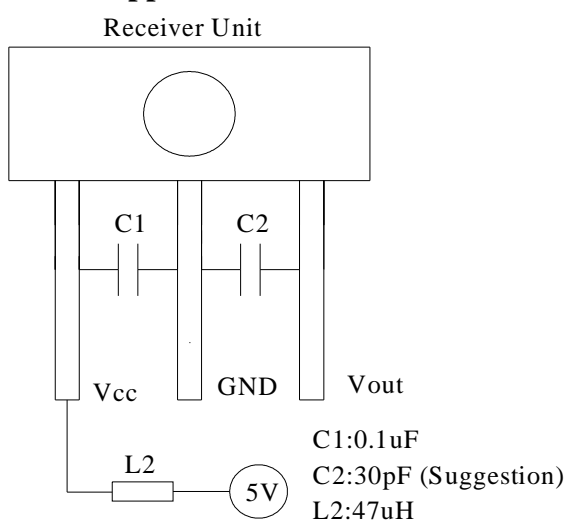 Receiver Unit
C1 C2
Vcc GND Vout
L2
5V
C1:0.1uF
C2:30pF (Suggestion)
L2:47uH